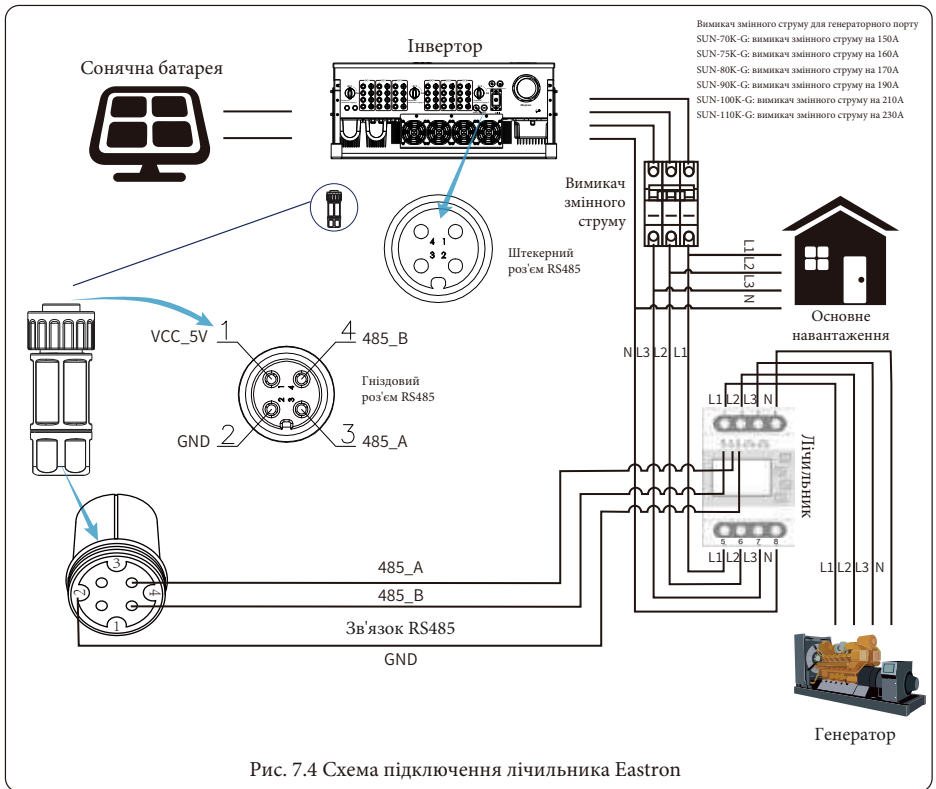 Вимикач змінного струму для генераторного порту
SUN-70K-G: вимикач змінного струму на 150A
SUN-75K-G: вимикач змінного струму на 160A
SUN-80K-G: вимикач змінного струму на 170A
SUN-90K-G: вимикач змінного струму на 190A
SUN-100K-G: вимикач змінного струму на 210A
SUN-110K-G: вимикач змінного струму на 230A
Інвертор
Сонячна батарея
Вимикач
змінного
струму
4 1
3 2
Штекерний
роз'єм RS485
L1
L2
L3
N
Основне
навантаження
VCC_5V 1
4 485_B
1 4
2 3
Гніздовий
роз'єм RS485
GND 2
3 485_A
N L3 L2 L1
L1 L2 L3 N
Лічильник
5 6 7 8
L1 L2 L3 N
L1 L2 L3 N
3
2 4
1
485_A
485_B
Зв'язок RS485
GND
Генератор
Рис. 7.4 Схема підключення лічильника Eastron